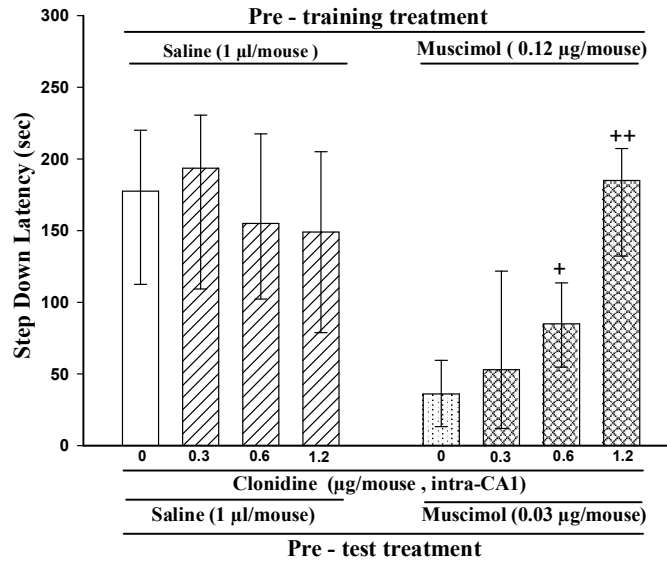 Pre - training treatment
Saline (1 µl/mouse )
Muscimol ( 0.12 µg/mouse)
Step Down Latency (sec)
300
250
200
150
100
50
0
+
++
0 0.3 0.6 1.2 0 0.3 0.6 1.2
Clonidine (µg/mouse , intra-CA1)
Saline (1 µl/mouse) Muscimol (0.03 µg/mouse)
Pre - test treatment